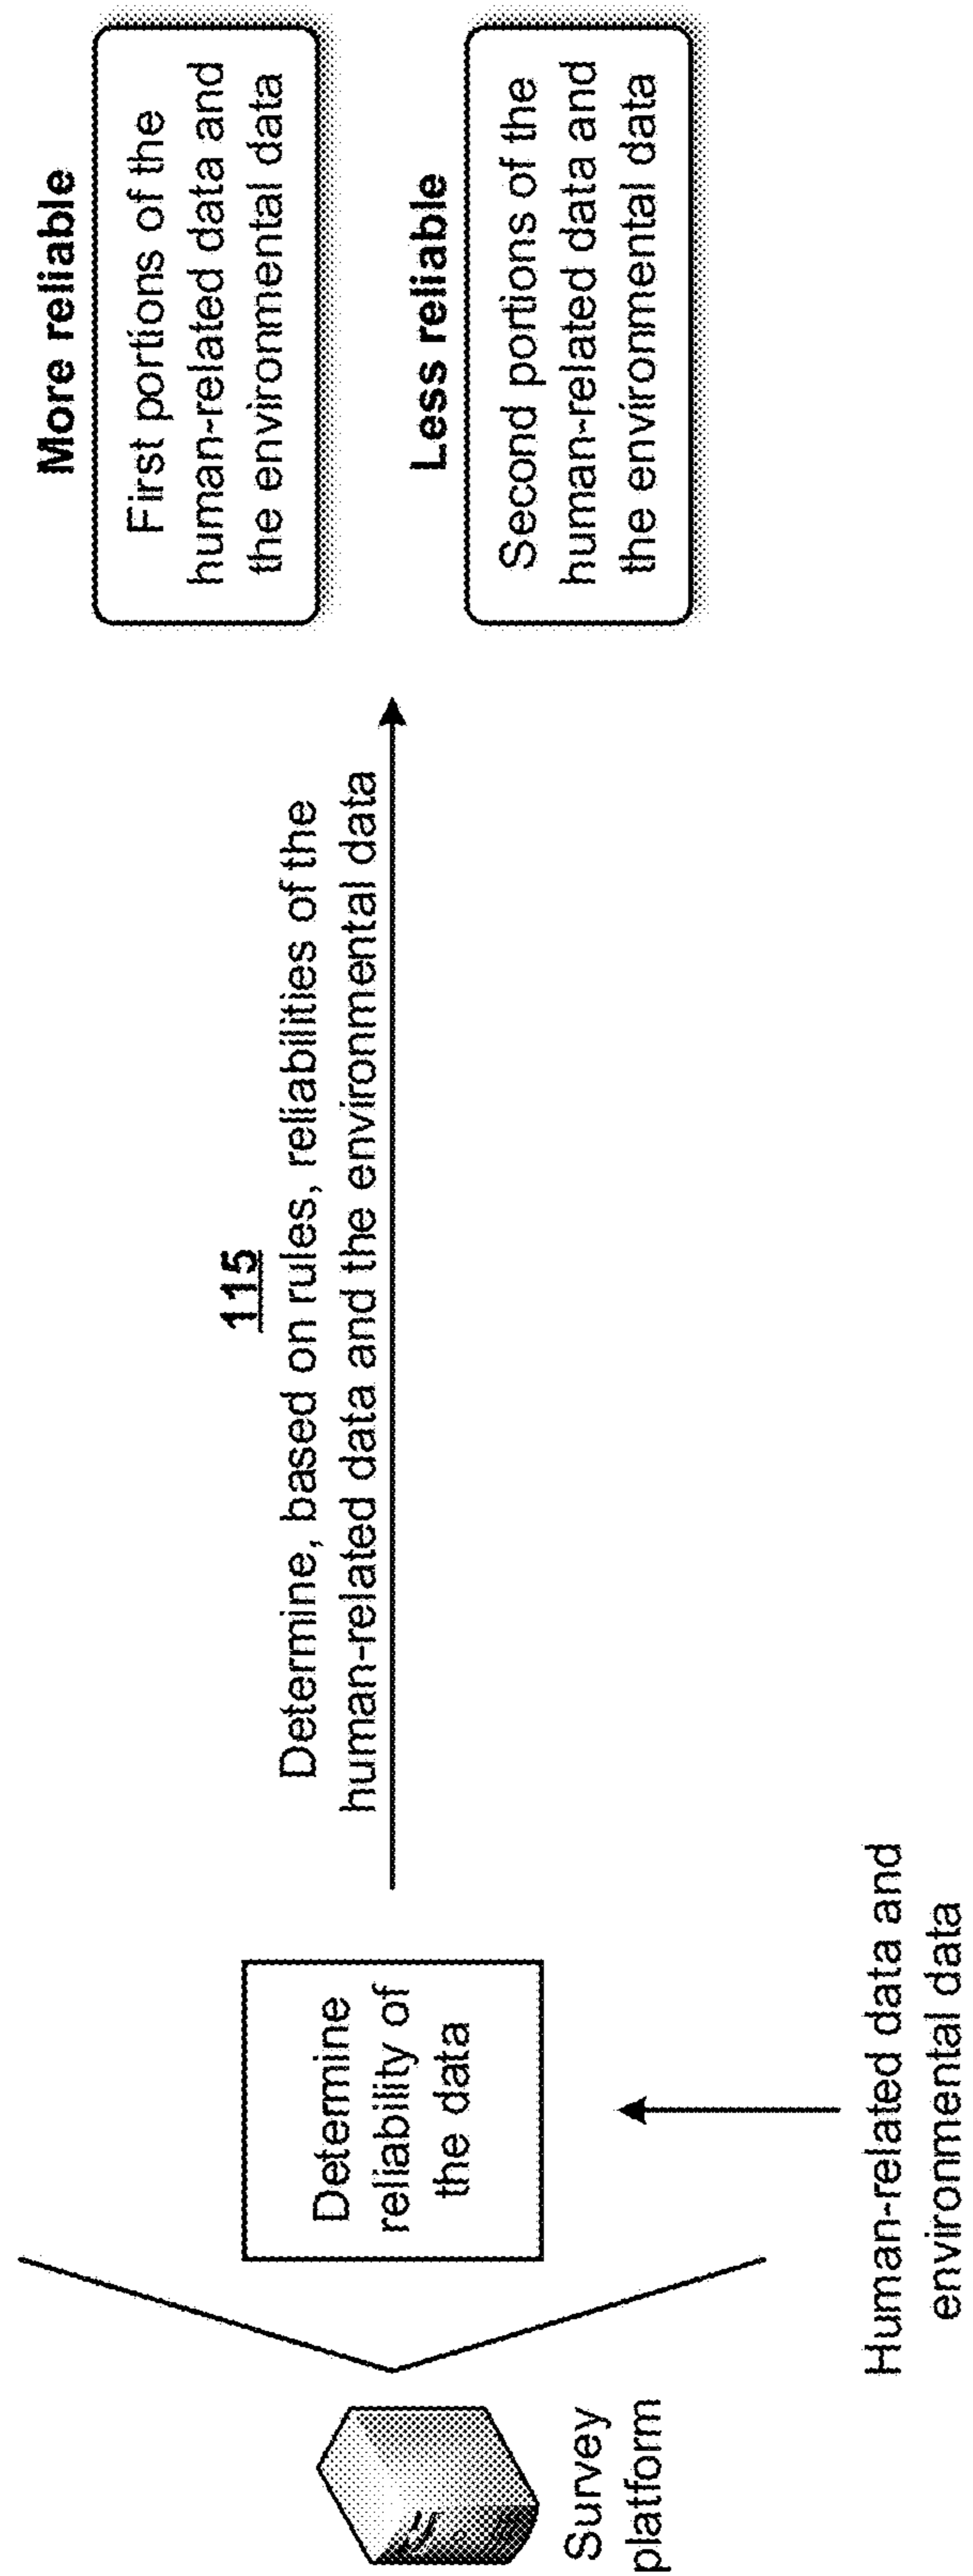 Survey
platform
Determine
reliability of
the data
Human-related data and
environmental data
115
Determine, based on rules, reliabilities of the
human-related data and the environmental data
More reliable
First portions of the
human-related data and
the environmental data
Less reliable
Second portions of the
human-related data and
the environmental data